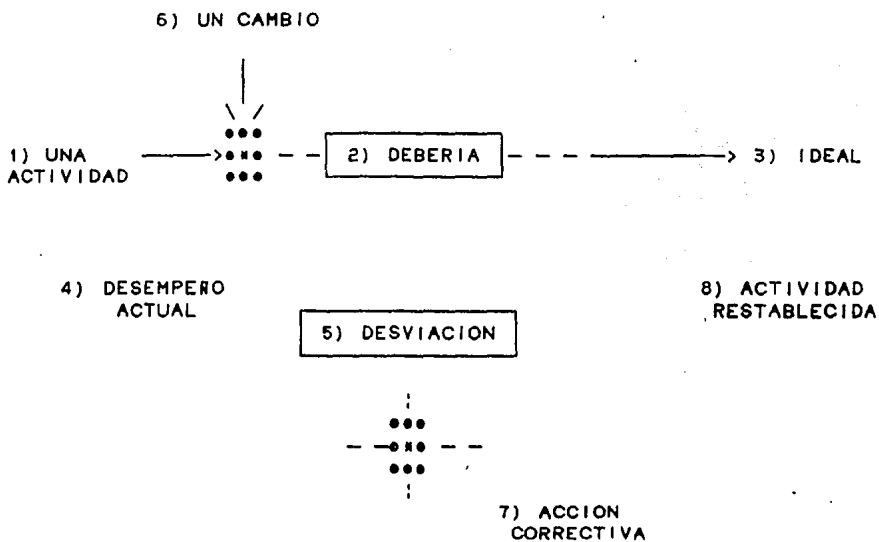 6) UN CAMBIO
1) UNA
ACTIVIDAD
2) DEBERIA
3) IDEAL
4) DESEMPEÑO
ACTUAL
8) ACTIVIDAD
RESTABLECIDA
5) DESVIACION
7) ACCION
CORRECTIVA